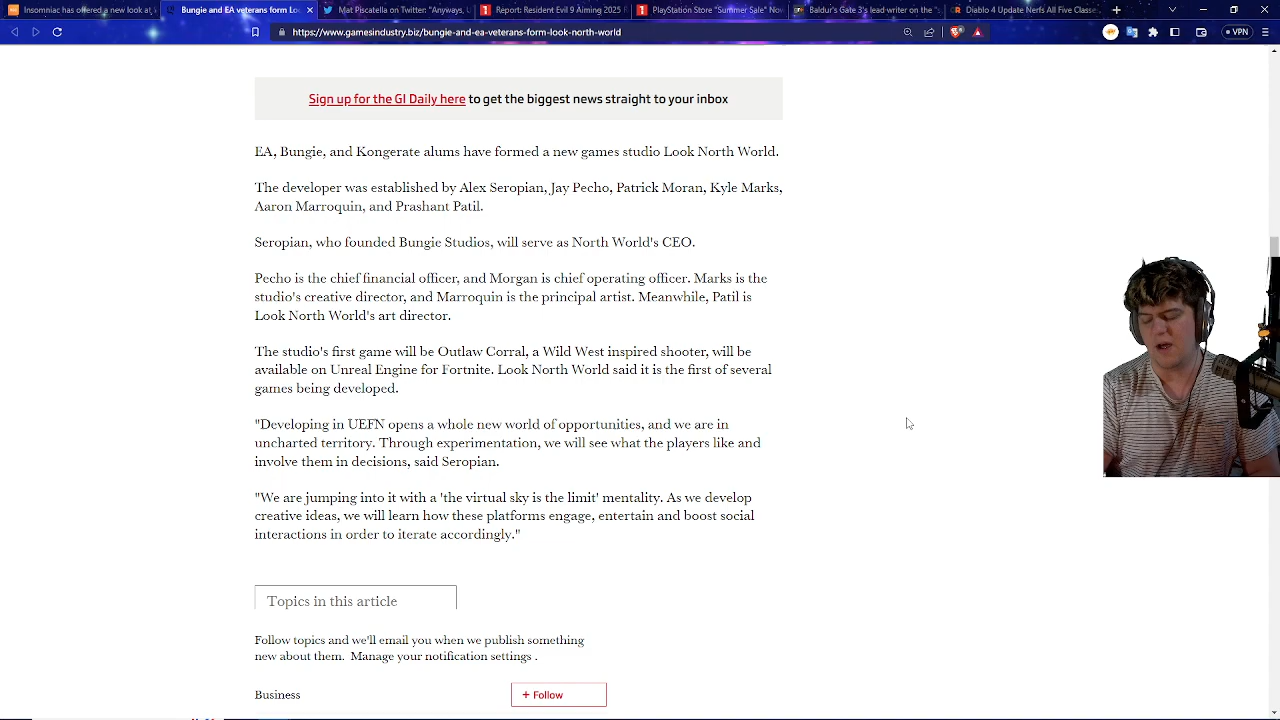 Insomniac has offered a new look at
Bungie and EA veterans form Lo
Mat Piscatella on Twitter: "Anyways, I
Report: Resident Evil 9 Aiming 2025
PlayStation Store "Summer Sale" No
Baldur's Gate 3's lead writer on the
Diablo 4 Update Nerfs All Five Classe
https://www.gamesindustry.biz/bungie-and-ea-veterans-form-look-north-world
VPN
Sign up for the GI Daily here to get the biggest news straight to your inbox
EA, Bungie, and Kongerate alums have formed a new games studio Look North World.
The developer was established by Alex Seropian, Jay Pecho, Patrick Moran, Kyle Marks,
Aaron Marroquin, and Prashant Patil.
Seropian, who founded Bungie Studios, will serve as North World's CEO.
Pecho is the chief financial officer, and Morgan is chief operating officer. Marks is the
studio's creative director, and Marroquin is the principal artist. Meanwhile, Patil is
Look North World's art director.
The studio's first game will be Outlaw Corral, a Wild West inspired shooter, will be
available on Unreal Engine for Fortnite. Look North World said it is the first of several
games being developed.
"Developing in UEFN opens a whole new world of opportunities, and we are in
uncharted territory. Through experimentation, we will see what the players like and
involve them in decisions, said Seropian.
"We are jumping into it with a 'the virtual sky is the limit' mentality. As we develop
creative ideas, we will learn how these platforms engage, entertain and boost social
interactions in order to iterate accordingly."
Topics in this article
Follow topics and we'll email you when we publish something
new about them. Manage your notification settings .
Business
+ Follow